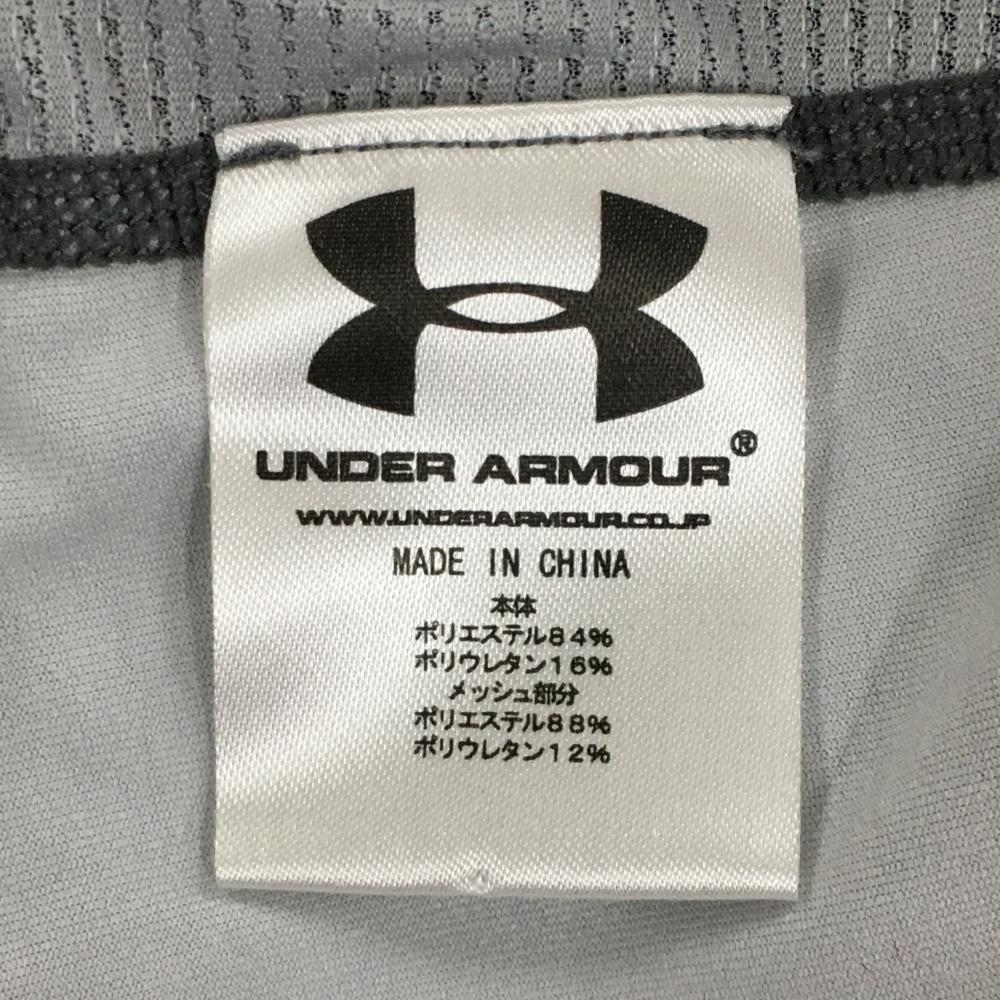 UNDER ARMOUR®
WWW.UNDERARMOUR.CO.JP
MADE IN CHINA
本体
ポリエステル84%
ポリウレタン16%
メッシュ部分
ポリエステル88%
ポリウレタン12%